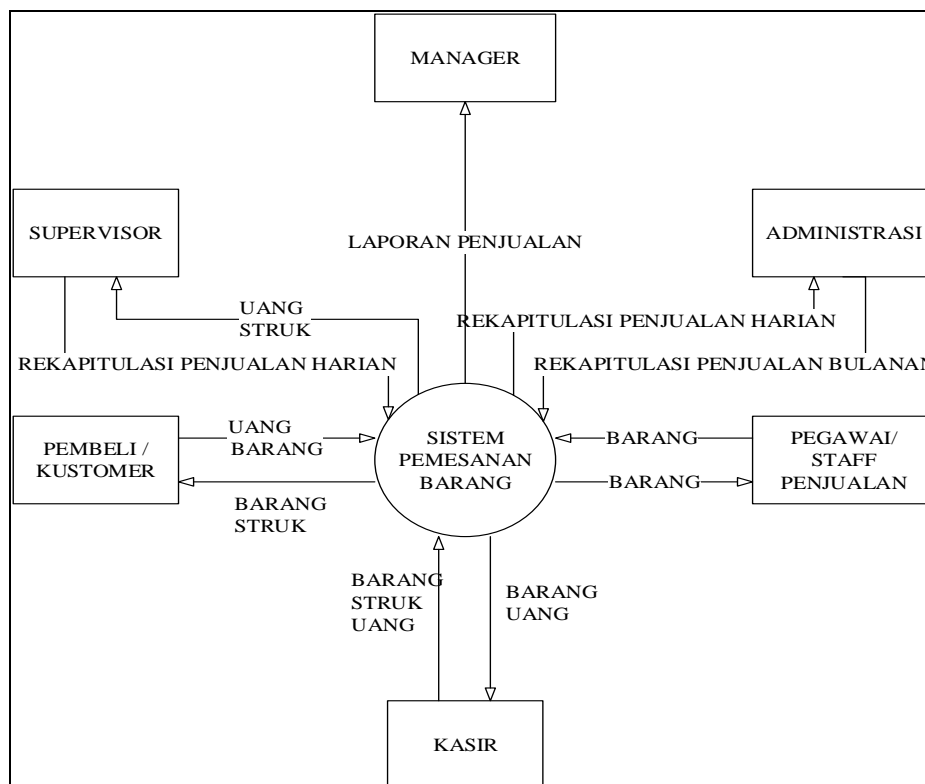 MANAGER
SUPERVISOR
ADMINISTRASI
LAPORAN PENJUALAN
UANG
STRUK
REKAPITULASI PENJUALAN HARIAN
REKAPITULASI PENJUALAN HARIAN
REKAPITULASI PENJUALAN BULANAN
PEMBELI /
KUSTOMER
UANG
BARANG
SISTEM
PEMESANAN
BARANG
BARANG
BARANG
PEGAWAI/
STAFF
PENJUALAN
BARANG
STRUK
BARANG
STRUK
UANG
BARANG
UANG
KASIR